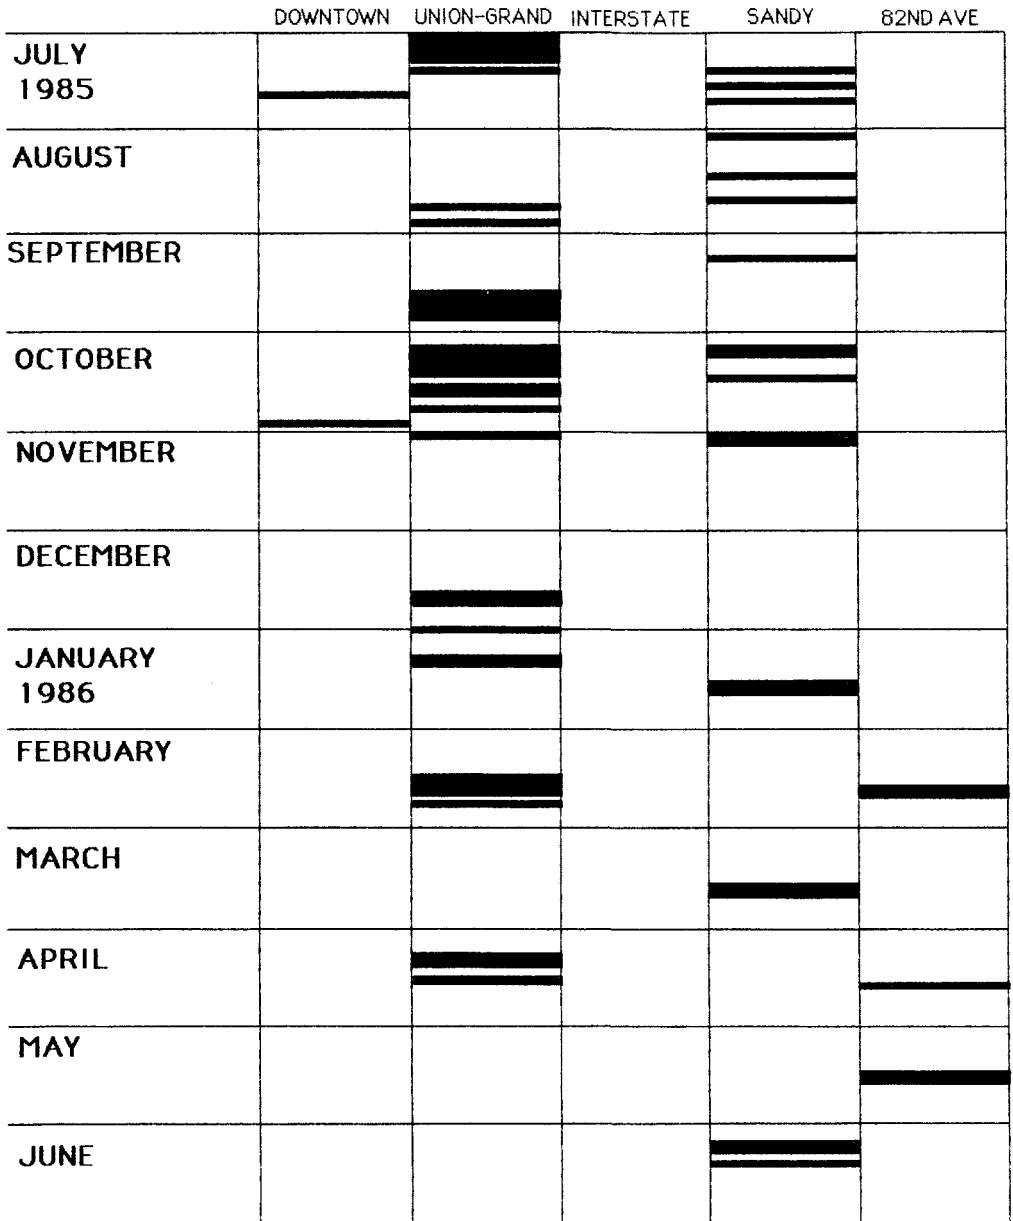 DOWNTOWN UNION-GRAND INTERSTATE SANDY 82ND AVE
JULY
1985
AUGUST
SEPTEMBER
OCTOBER
NOVEMBER
DECEMBER
JANUARY
1986
FEBRUARY
MARCH
APRIL
MAY
JUNE